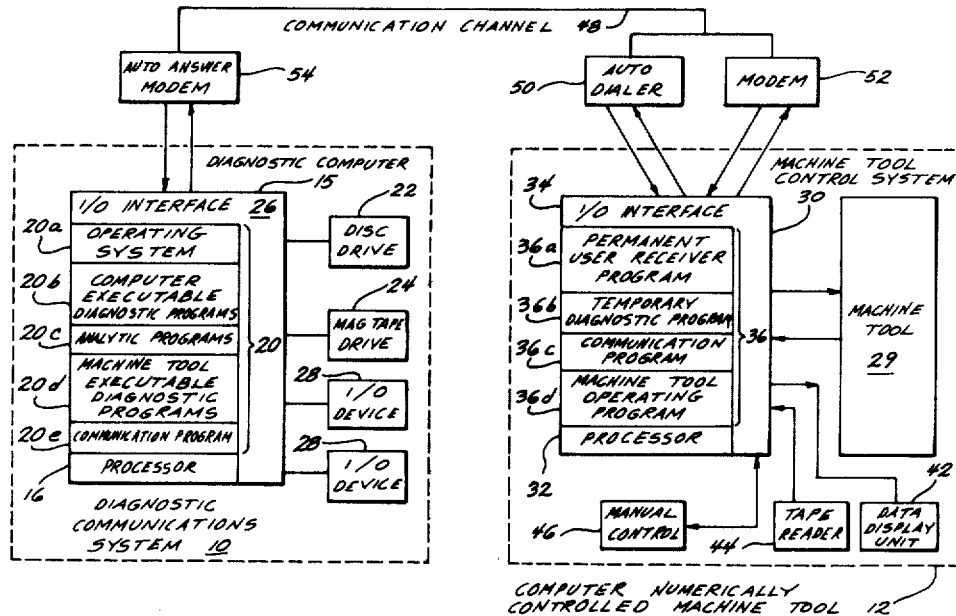 COMMUNICATION CHANNEL 48
AUTO ANSWER
MODEM
54
50
AUTO
DIALER
MODEM
52
DIAGNOSTIC COMPUTER
15
I/O INTERFACE 26
20a
OPERATING
SYSTEM
20b
COMPUTER
EXECUTABLE
DIAGNOSTIC PROGRAMS
20c
ANALYTIC PROGRAMS
20
20d
MACHINE TOOL
EXECUTABLE
DIAGNOSTIC
PROGRAMS
20e
COMMUNICATION PROGRAM
16
PROCESSOR
22
DISC
DRIVE
24
MAG TAPE
DRIVE
28
I/O
DEVICE
28
I/O
DEVICE
DIAGNOSTIC
COMMUNICATIONS
SYSTEM 10
MACHINE TOOL
CONTROL SYSTEM
34
30
I/O INTERFACE
36a
PERMANENT
USER RECEIVER
PROGRAM
36b
TEMPORARY
DIAGNOSTIC PROGRAM
36
36c
COMMUNICATION
PROGRAM
36d
MACHINE TOOL
OPERATING
PROGRAM
PROCESSOR
32
MACHINE
TOOL
29
46
MANUAL
CONTROL
44
TAPE
READER
42
DATA
DISPLAY
UNIT
COMPUTER NUMERICALLY
CONTROLLED MACHINE TOOL 12